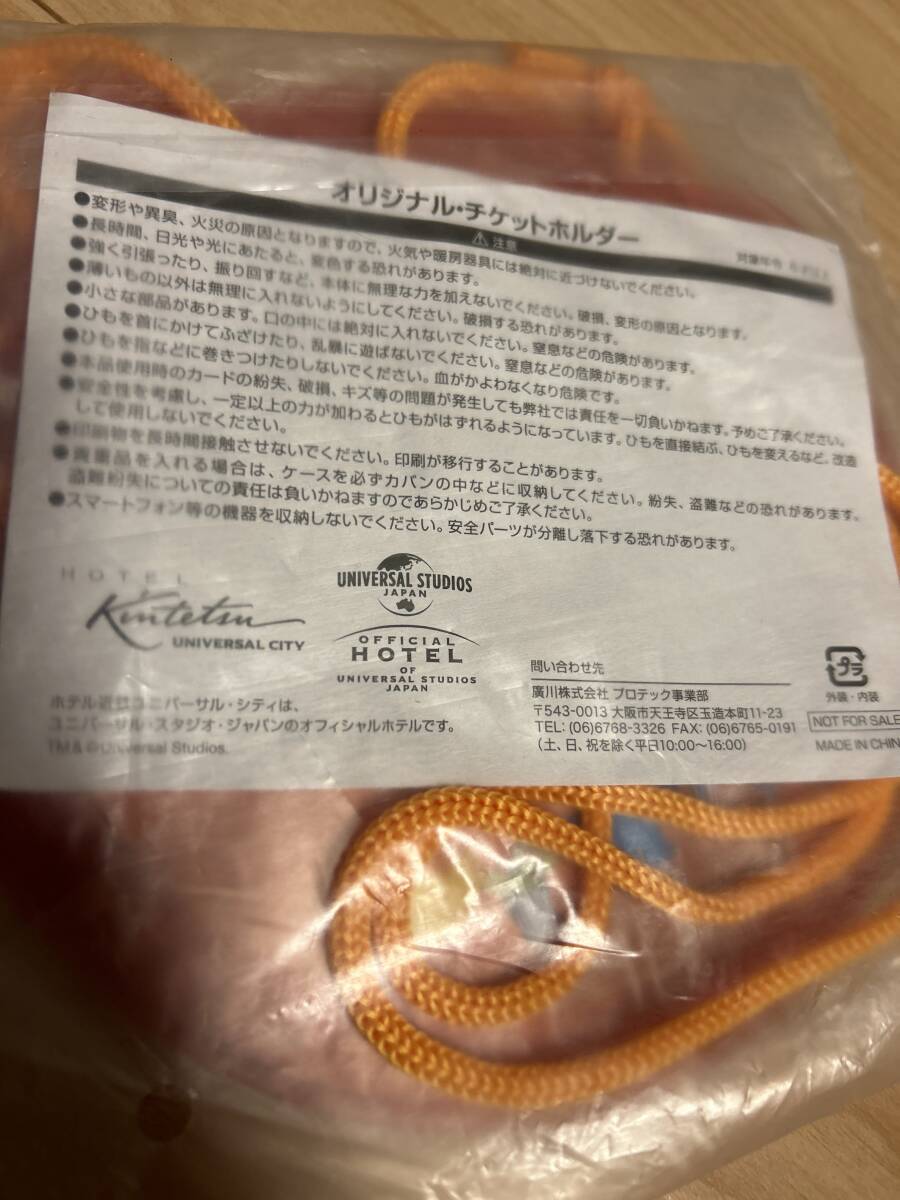 オリジナル・チケットホルダー
⚠注意
対象年令
●変形や異臭、火災の原因となりますので、火気や暖房器具には絶対に近づけないでください。
●長時間、日光や光にあたると、変色する恐れがあります。
●強く引張ったり、振り回すなど、本体に無理な力を加えないでください。破損、変形の原因となります。
●薄いもの以外は無理に入れないようにしてください。破損する恐れがあります。
●小さな部品があります。口の中には絶対に入れないでください。窒息などの危険があります。
●ひもを首にかけてふざけたり、乱暴に遊ばないでください。窒息などの危険があります。
●ひもを指などに巻きつけたりしないでください。血がかよわなくなり危険です。
●本品使用時のカードの紛失、破損、キズ等の問題が発生しても弊社では責任を一切負いかねます。予めご了承ください。
●安全性を考慮し、一定以上の力が加わるとひもがはずれるようになっています。ひもを直接結ぶ、ひもを変えるなど、改造
して使用しないでください。
●印刷物を長時間接触させないでください。印刷が移行することがあります。
●貴重品を入れる場合は、ケースを必ずカバンの中などに収納してください。紛失、盗難などの恐れがあります。
盗難紛失についての責任は負いかねますのであらかじめご了承ください。
●スマートフォン等の機器を収納しないでください。安全パーツが分離し落下する恐れがあります。
HOTEL
Kintetsu
UNIVERSAL CITY
UNIVERSAL STUDIOS
JAPAN
OFFICIAL
HOTEL
OF
UNIVERSAL STUDIOS
JAPAN
ホテル近鉄ユニバーサル・シティは、
ユニバーサル・スタジオ・ジャパンのオフィシャルホテルです。
TM & © Universal Studios.
問い合わせ先
廣川株式会社 プロテック事業部
〒543-0013 大阪市天王寺区玉造本町11-23
TEL: (06)6768-3326 FAX: (06)6765-0191
(土、日、祝を除く平日10:00〜16:00)
プラ
外装・内装
NOT FOR SALE
MADE IN CHIN